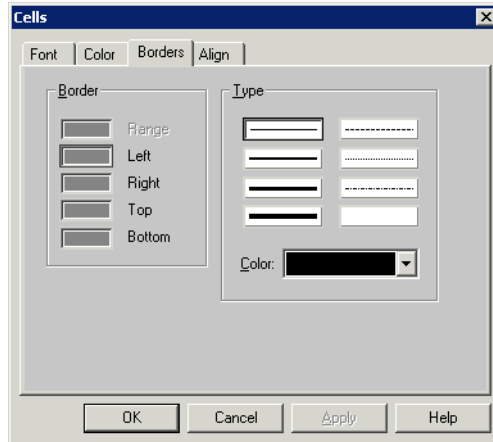 Cells
Font Color Borders Align
Border
Range
Left
Right
Top
Bottom
Type
Color:
OK Cancel Apply Help